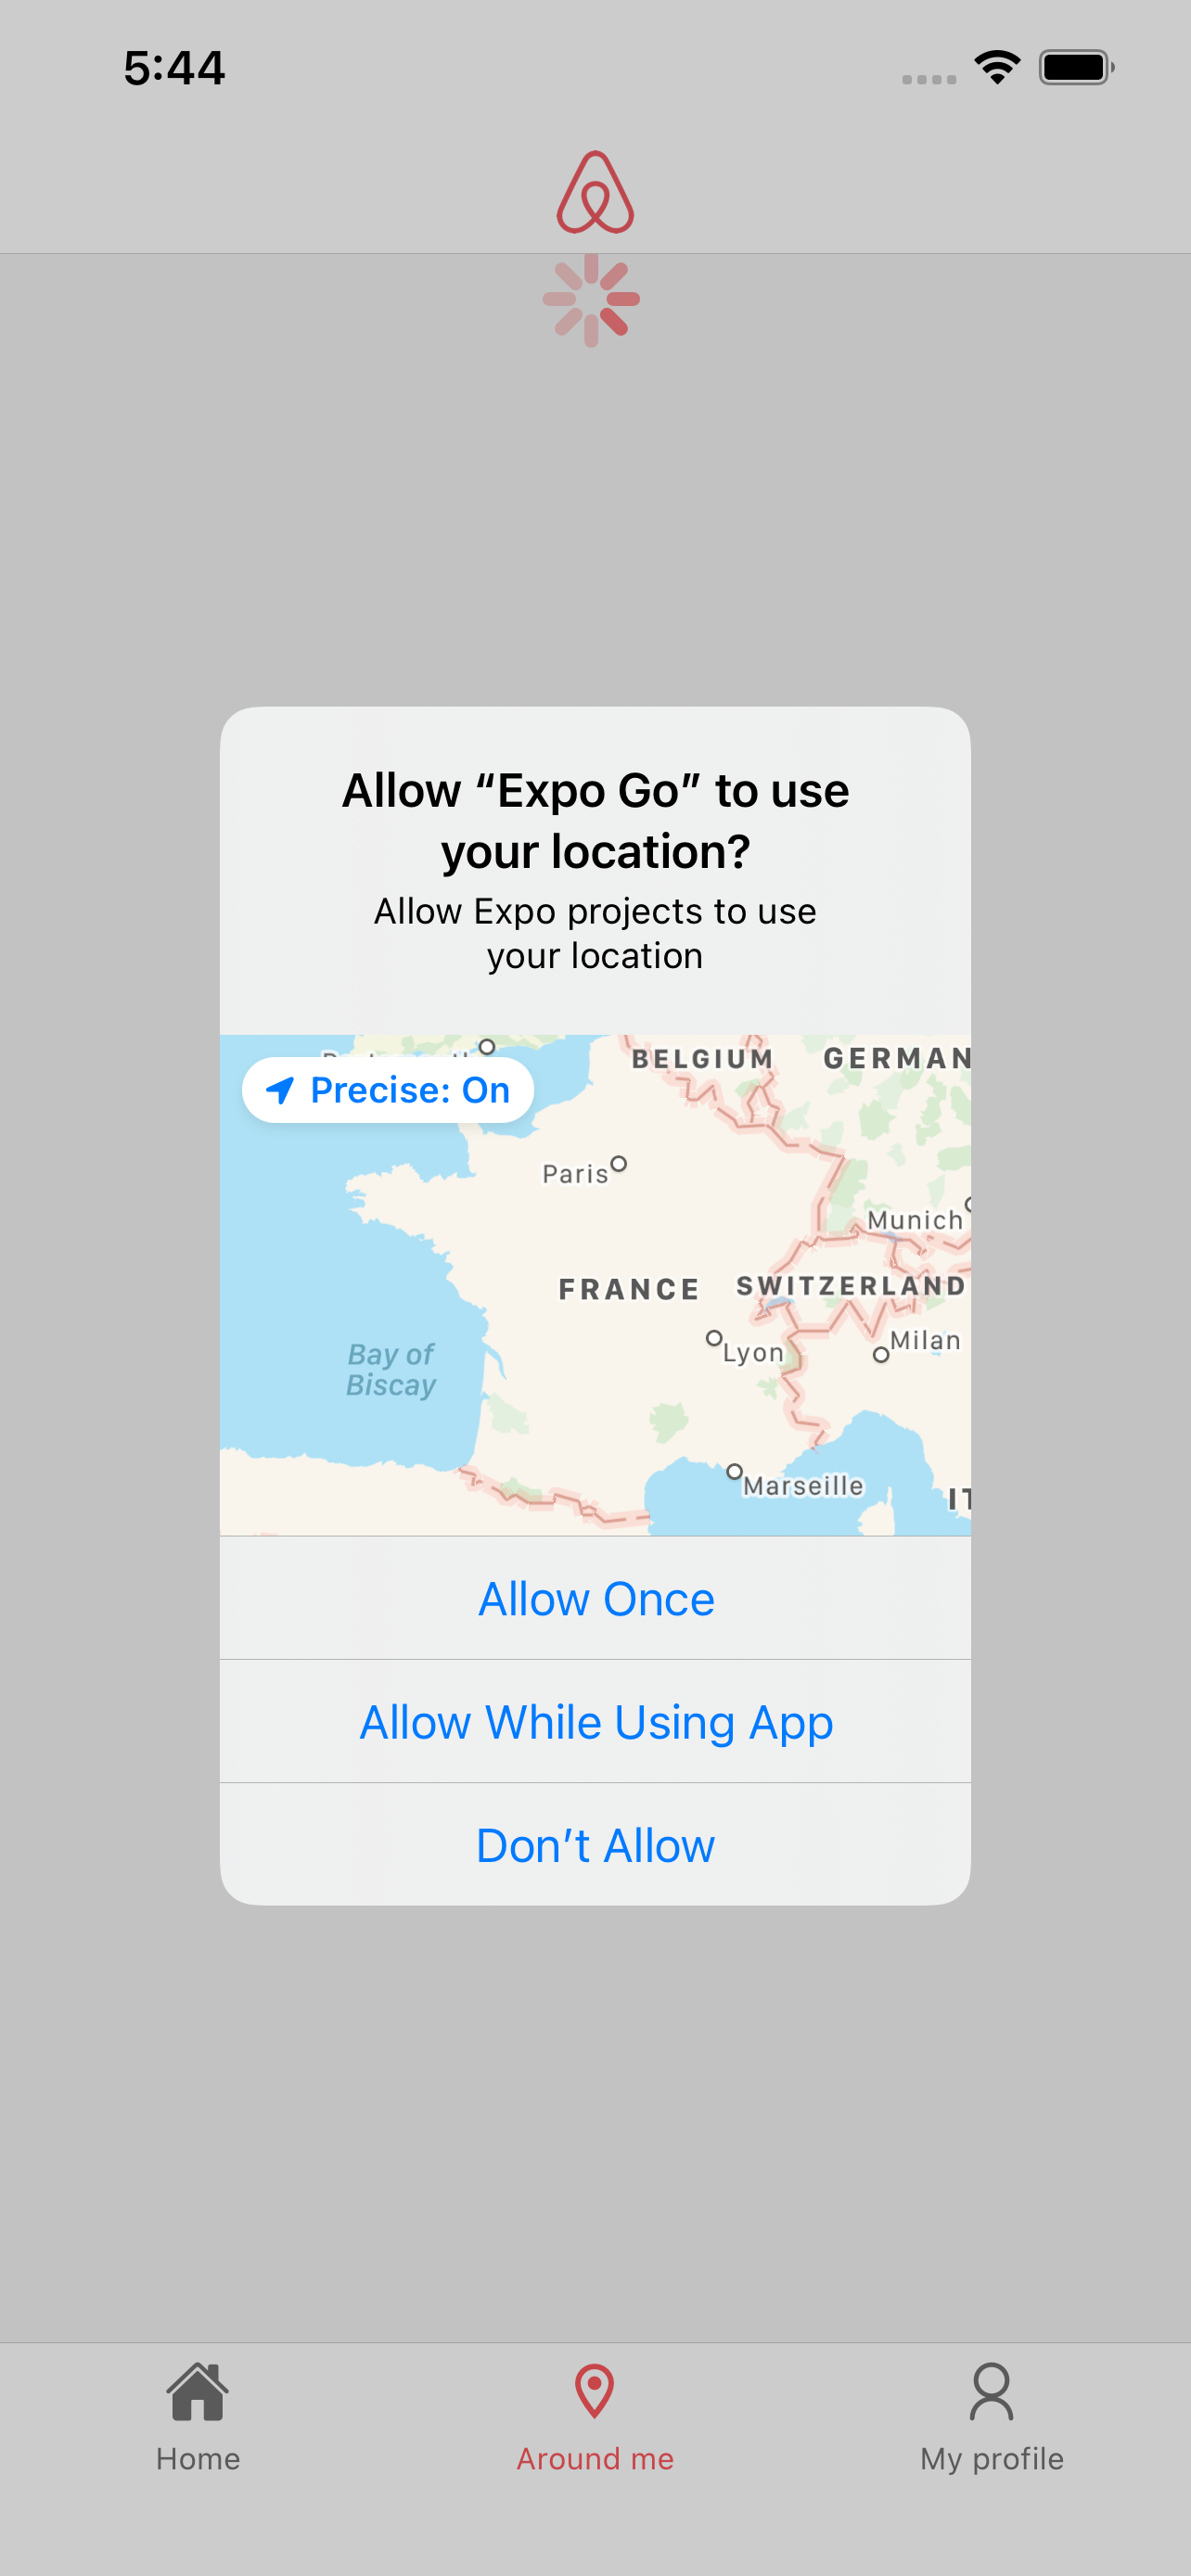 5:44
Allow “Expo Go” to use
your location?
Allow Expo projects to use
your location
BELGIUM
GERMAN
Precise: On
Paris
Munich
FRANCE
SWITZERLAND
Milan
Lyon
Bay of
Biscay
Marseille
IT
Allow Once
Allow While Using App
Don’t Allow
Home
Around me
My profile